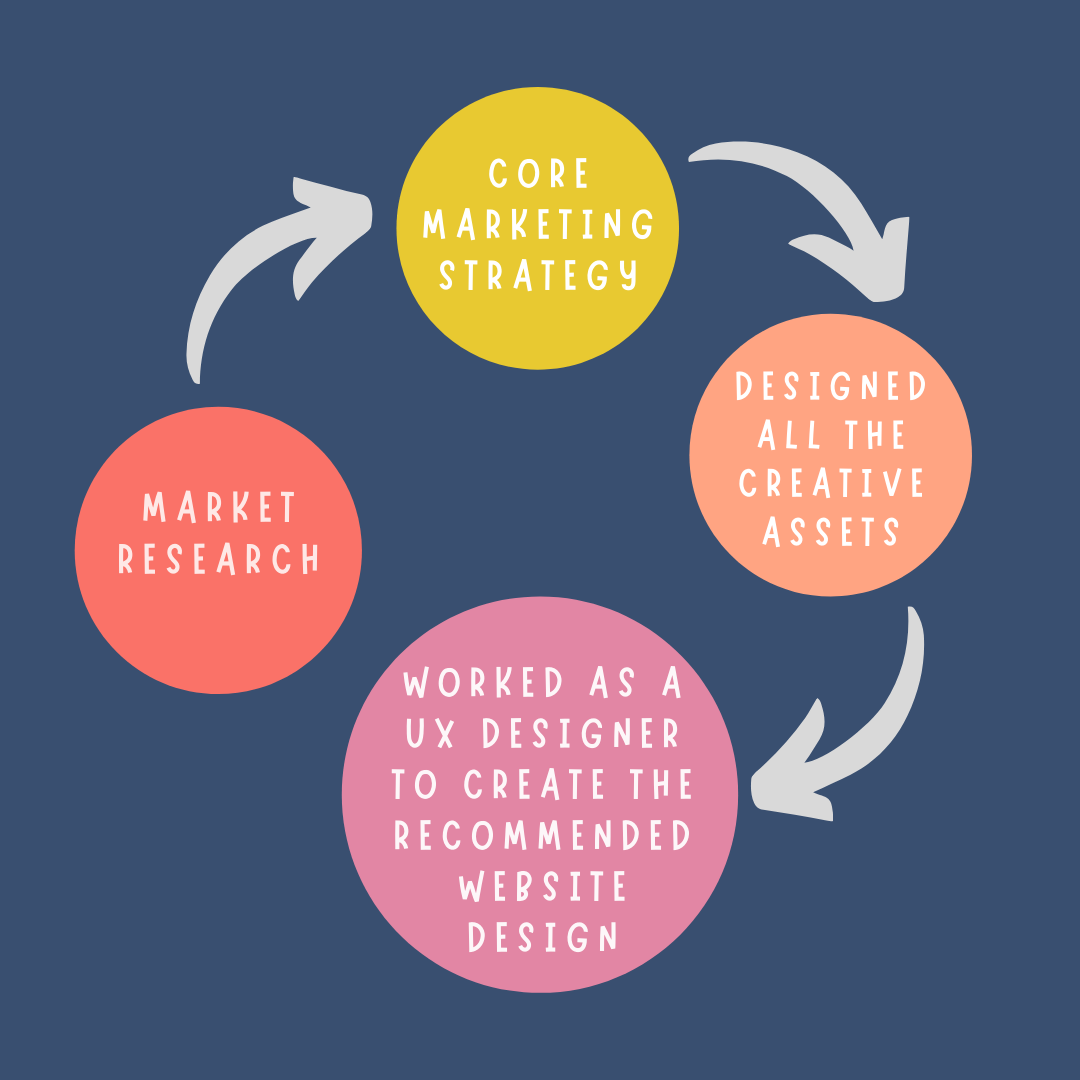 MARKET
RESEARCH
CORE
MARKETING
STRATEGY
DESIGNED
ALL THE
CREATIVE
ASSETS
WORKED AS A
UX DESIGNER
TO CREATE THE
RECOMMENDED
WEBSITE
DESIGN